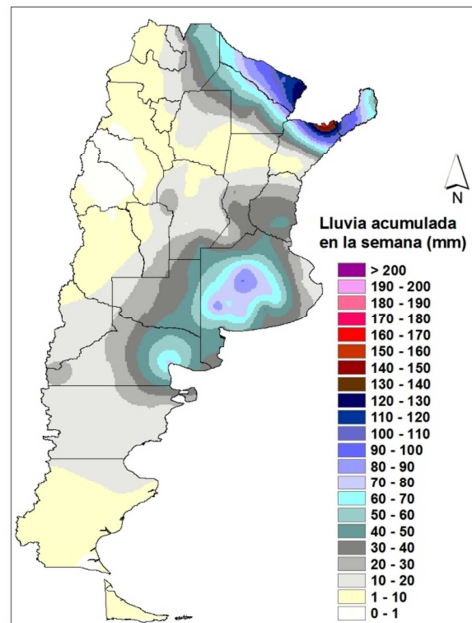 N
Lluvia acumulada
en la semana (mm)
> 200
190 - 200
180 - 190
170 - 180
160 - 170
150 - 160
140 - 150
130 - 140
120 - 130
110 - 120
100 - 110
90 - 100
80 - 90
70 - 80
60 - 70
50 - 60
40 - 50
30 - 40
20 - 30
10 - 20
1 - 10
0 - 1